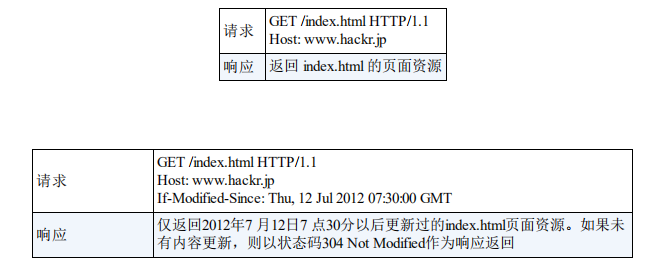 请求
GET /index.html HTTP/1.1
Host: www.hackr.jp
响应
返回 index.html 的页面资源
请求
GET /index.html HTTP/1.1
Host: www.hackr.jp
If-Modified-Since: Thu, 12 Jul 2012 07:30:00 GMT
响应
仅返回2012年7 月12日7 点30分以后更新过的index.html页面资源。如果未
有内容更新，则以状态码304 Not Modified作为响应返回